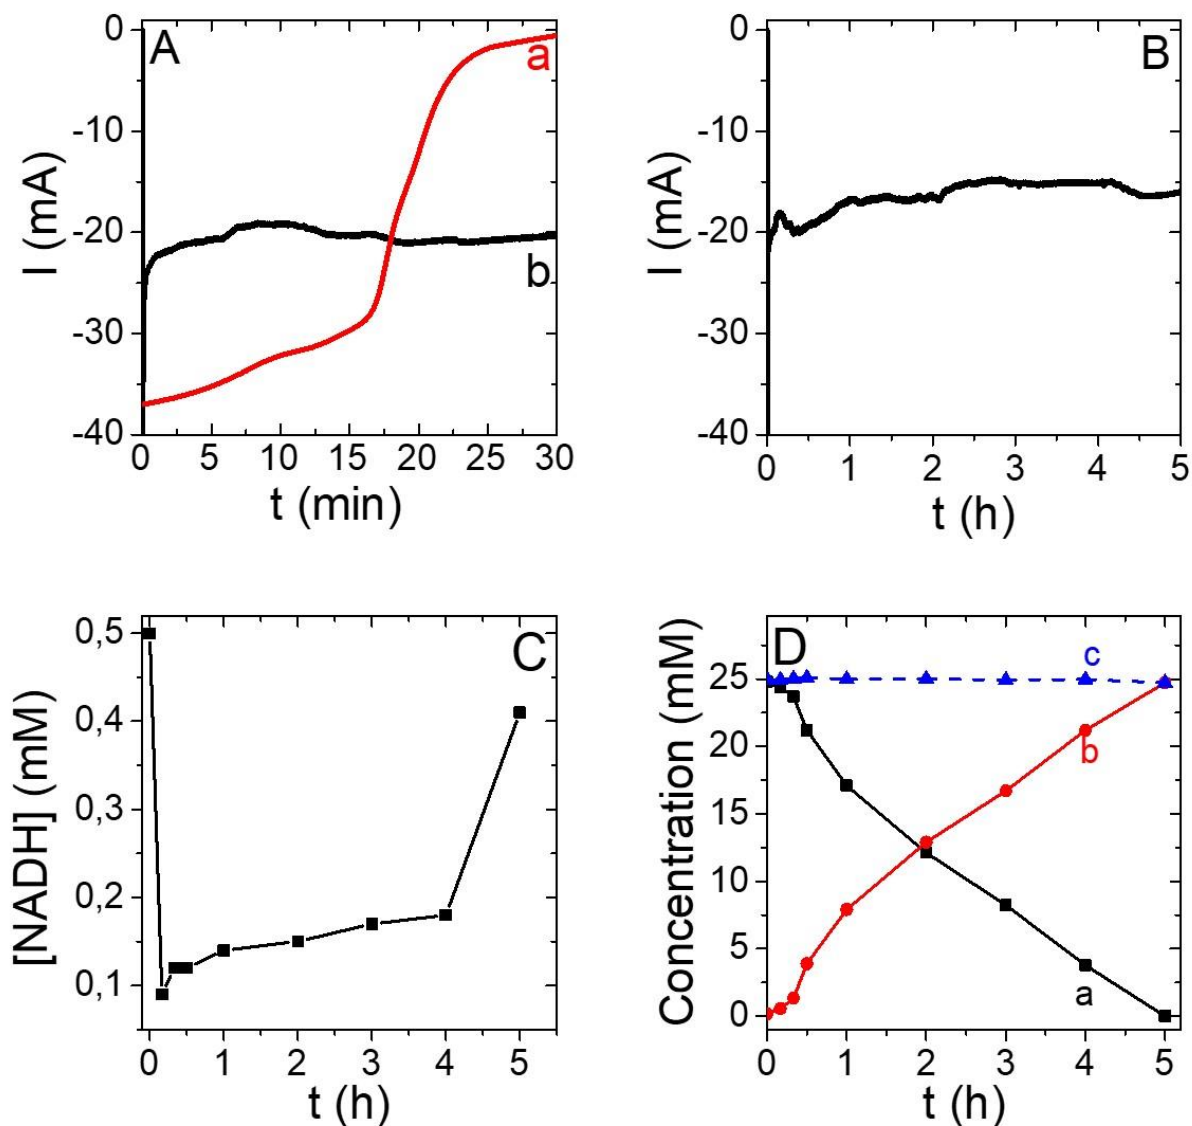 A
a
b
I (mA)
0
-10
-20
-30
-40
0 5 10 15 20 25 30
t (min)
B
I (mA)
0
-10
-20
-30
-40
0 1 2 3 4 5
t (h)
C
[NADH] (mM)
0,5
0,4
0,3
0,2
0,1
0 1 2 3 4 5
t (h)
D
c
b
a
Concentration (mM)
25
20
15
10
5
0
0 1 2 3 4 5
t (h)